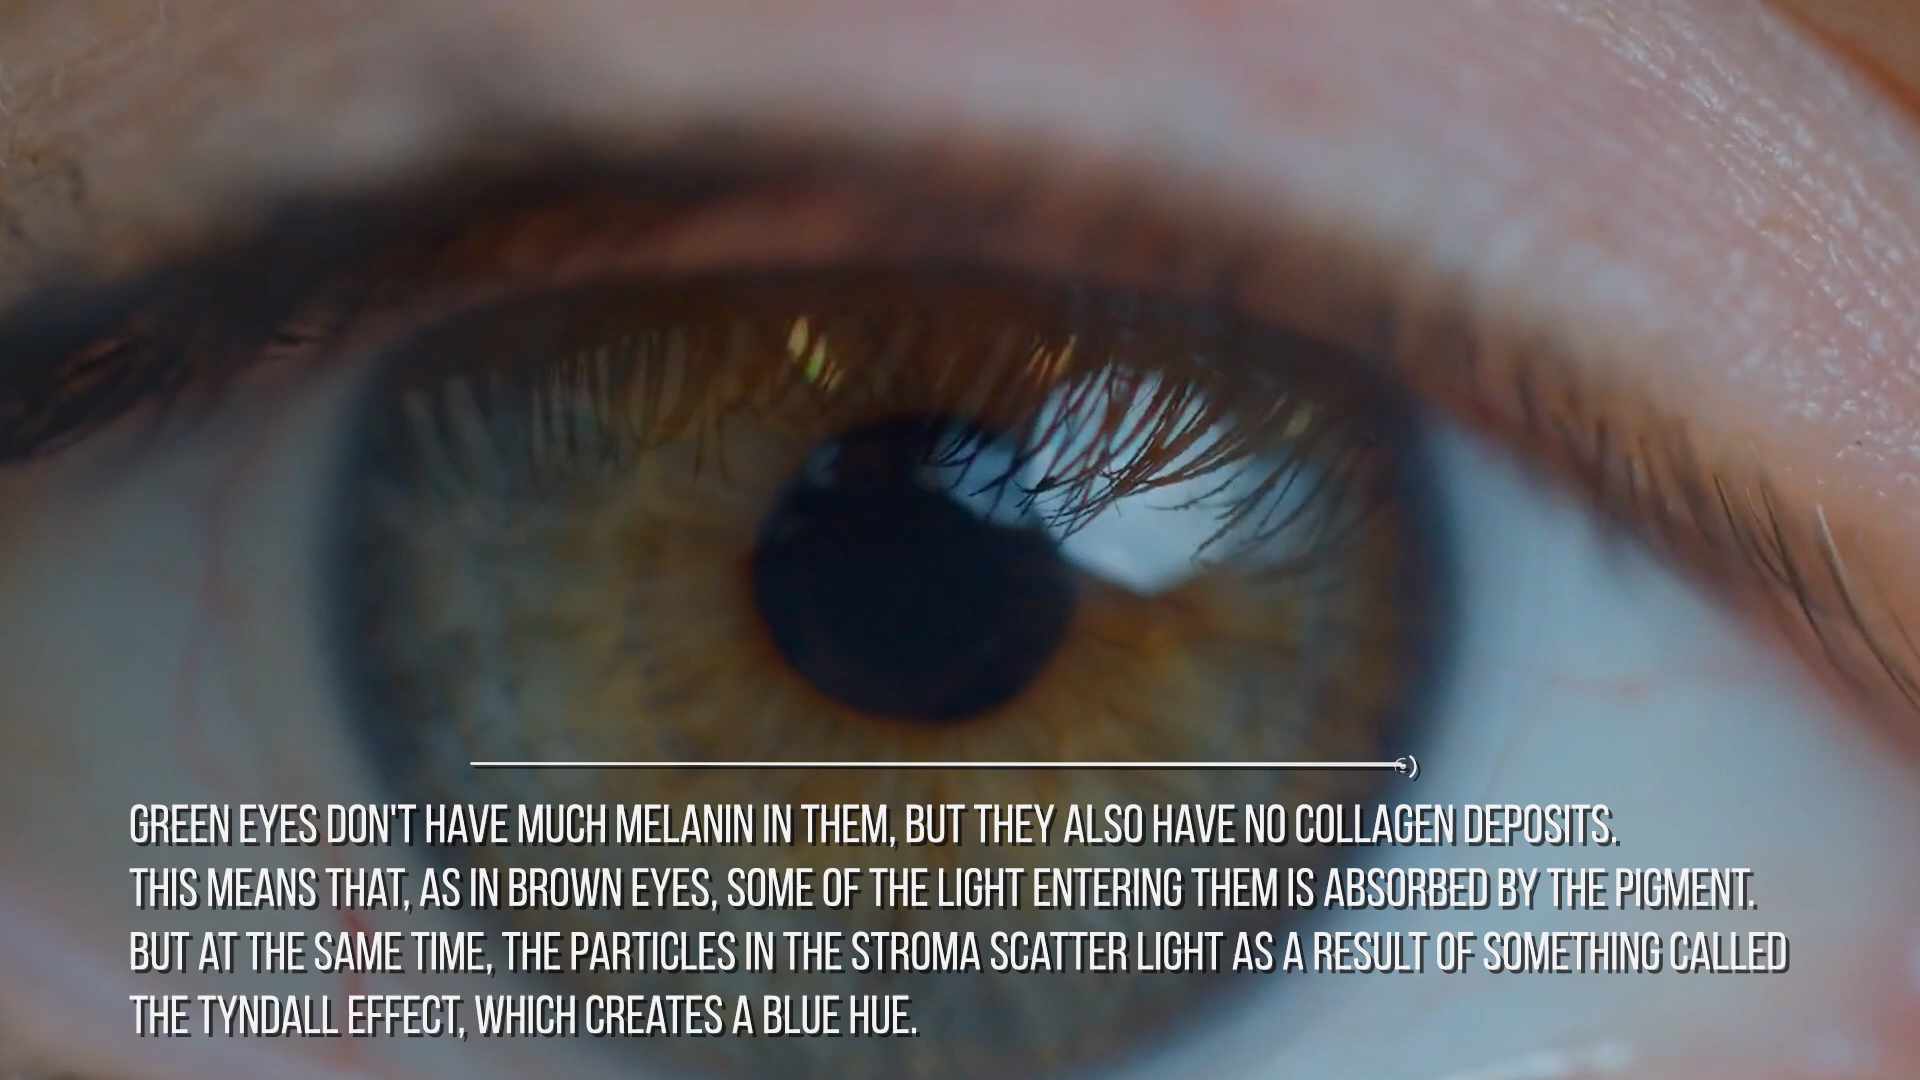 GREEN EYES DON'T HAVE MUCH MELANIN IN THEM, BUT THEY ALSO HAVE NO COLLAGEN DEPOSITS.
THIS MEANS THAT, AS IN BROWN EYES, SOME OF THE LIGHT ENTERING THEM IS ABSORBED BY THE PIGMENT.
BUT AT THE SAME TIME, THE PARTICLES IN THE STROMA SCATTER LIGHT AS A RESULT OF SOMETHING CALLED
THE TYNDALL EFFECT, WHICH CREATES A BLUE HUE.